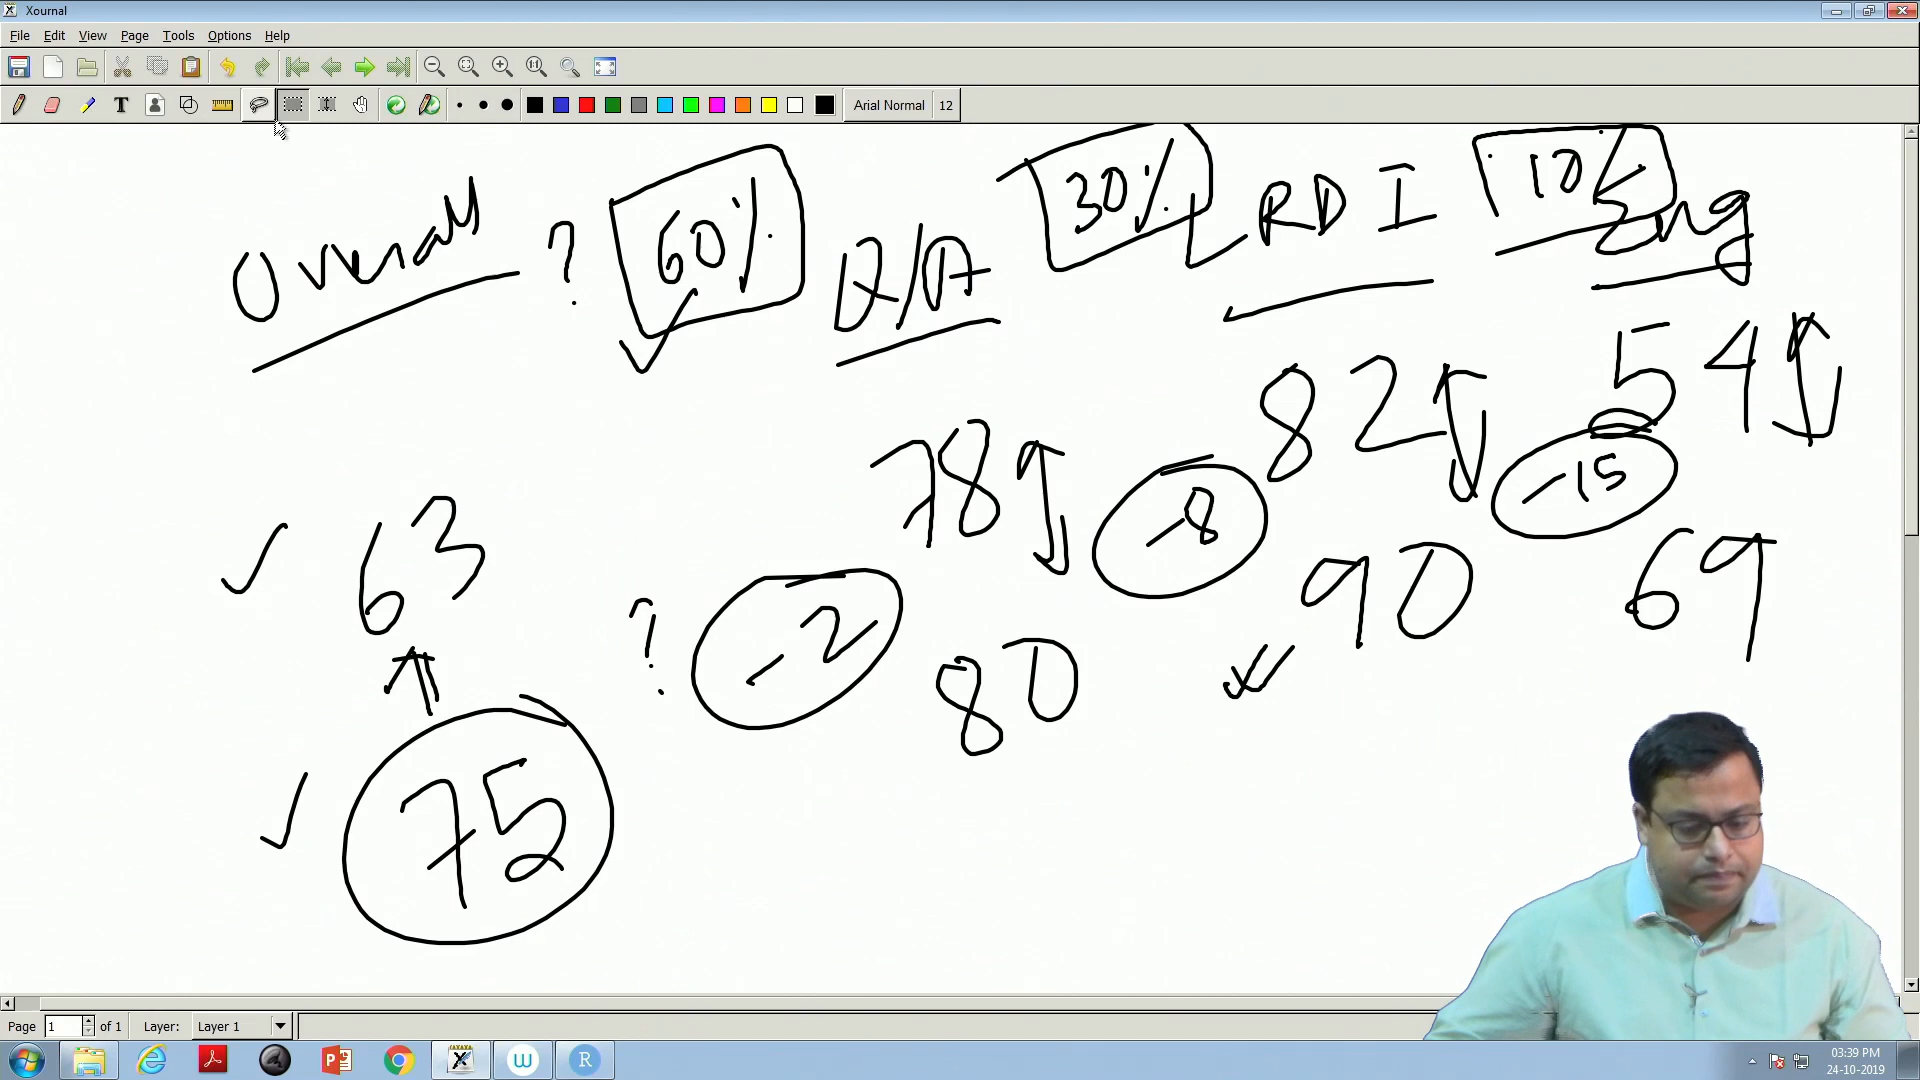 Xournal
File Edit View Page Tools Options Help
Arial Normal 12
Overall ? 60% Q/A 30% LRDI 10% Eng
78 82 54
-8 -15
63 ? -2 80 90 69
75
Page 1 of 1 Layer: Layer 1
W R
03:39 PM
24-10-2019